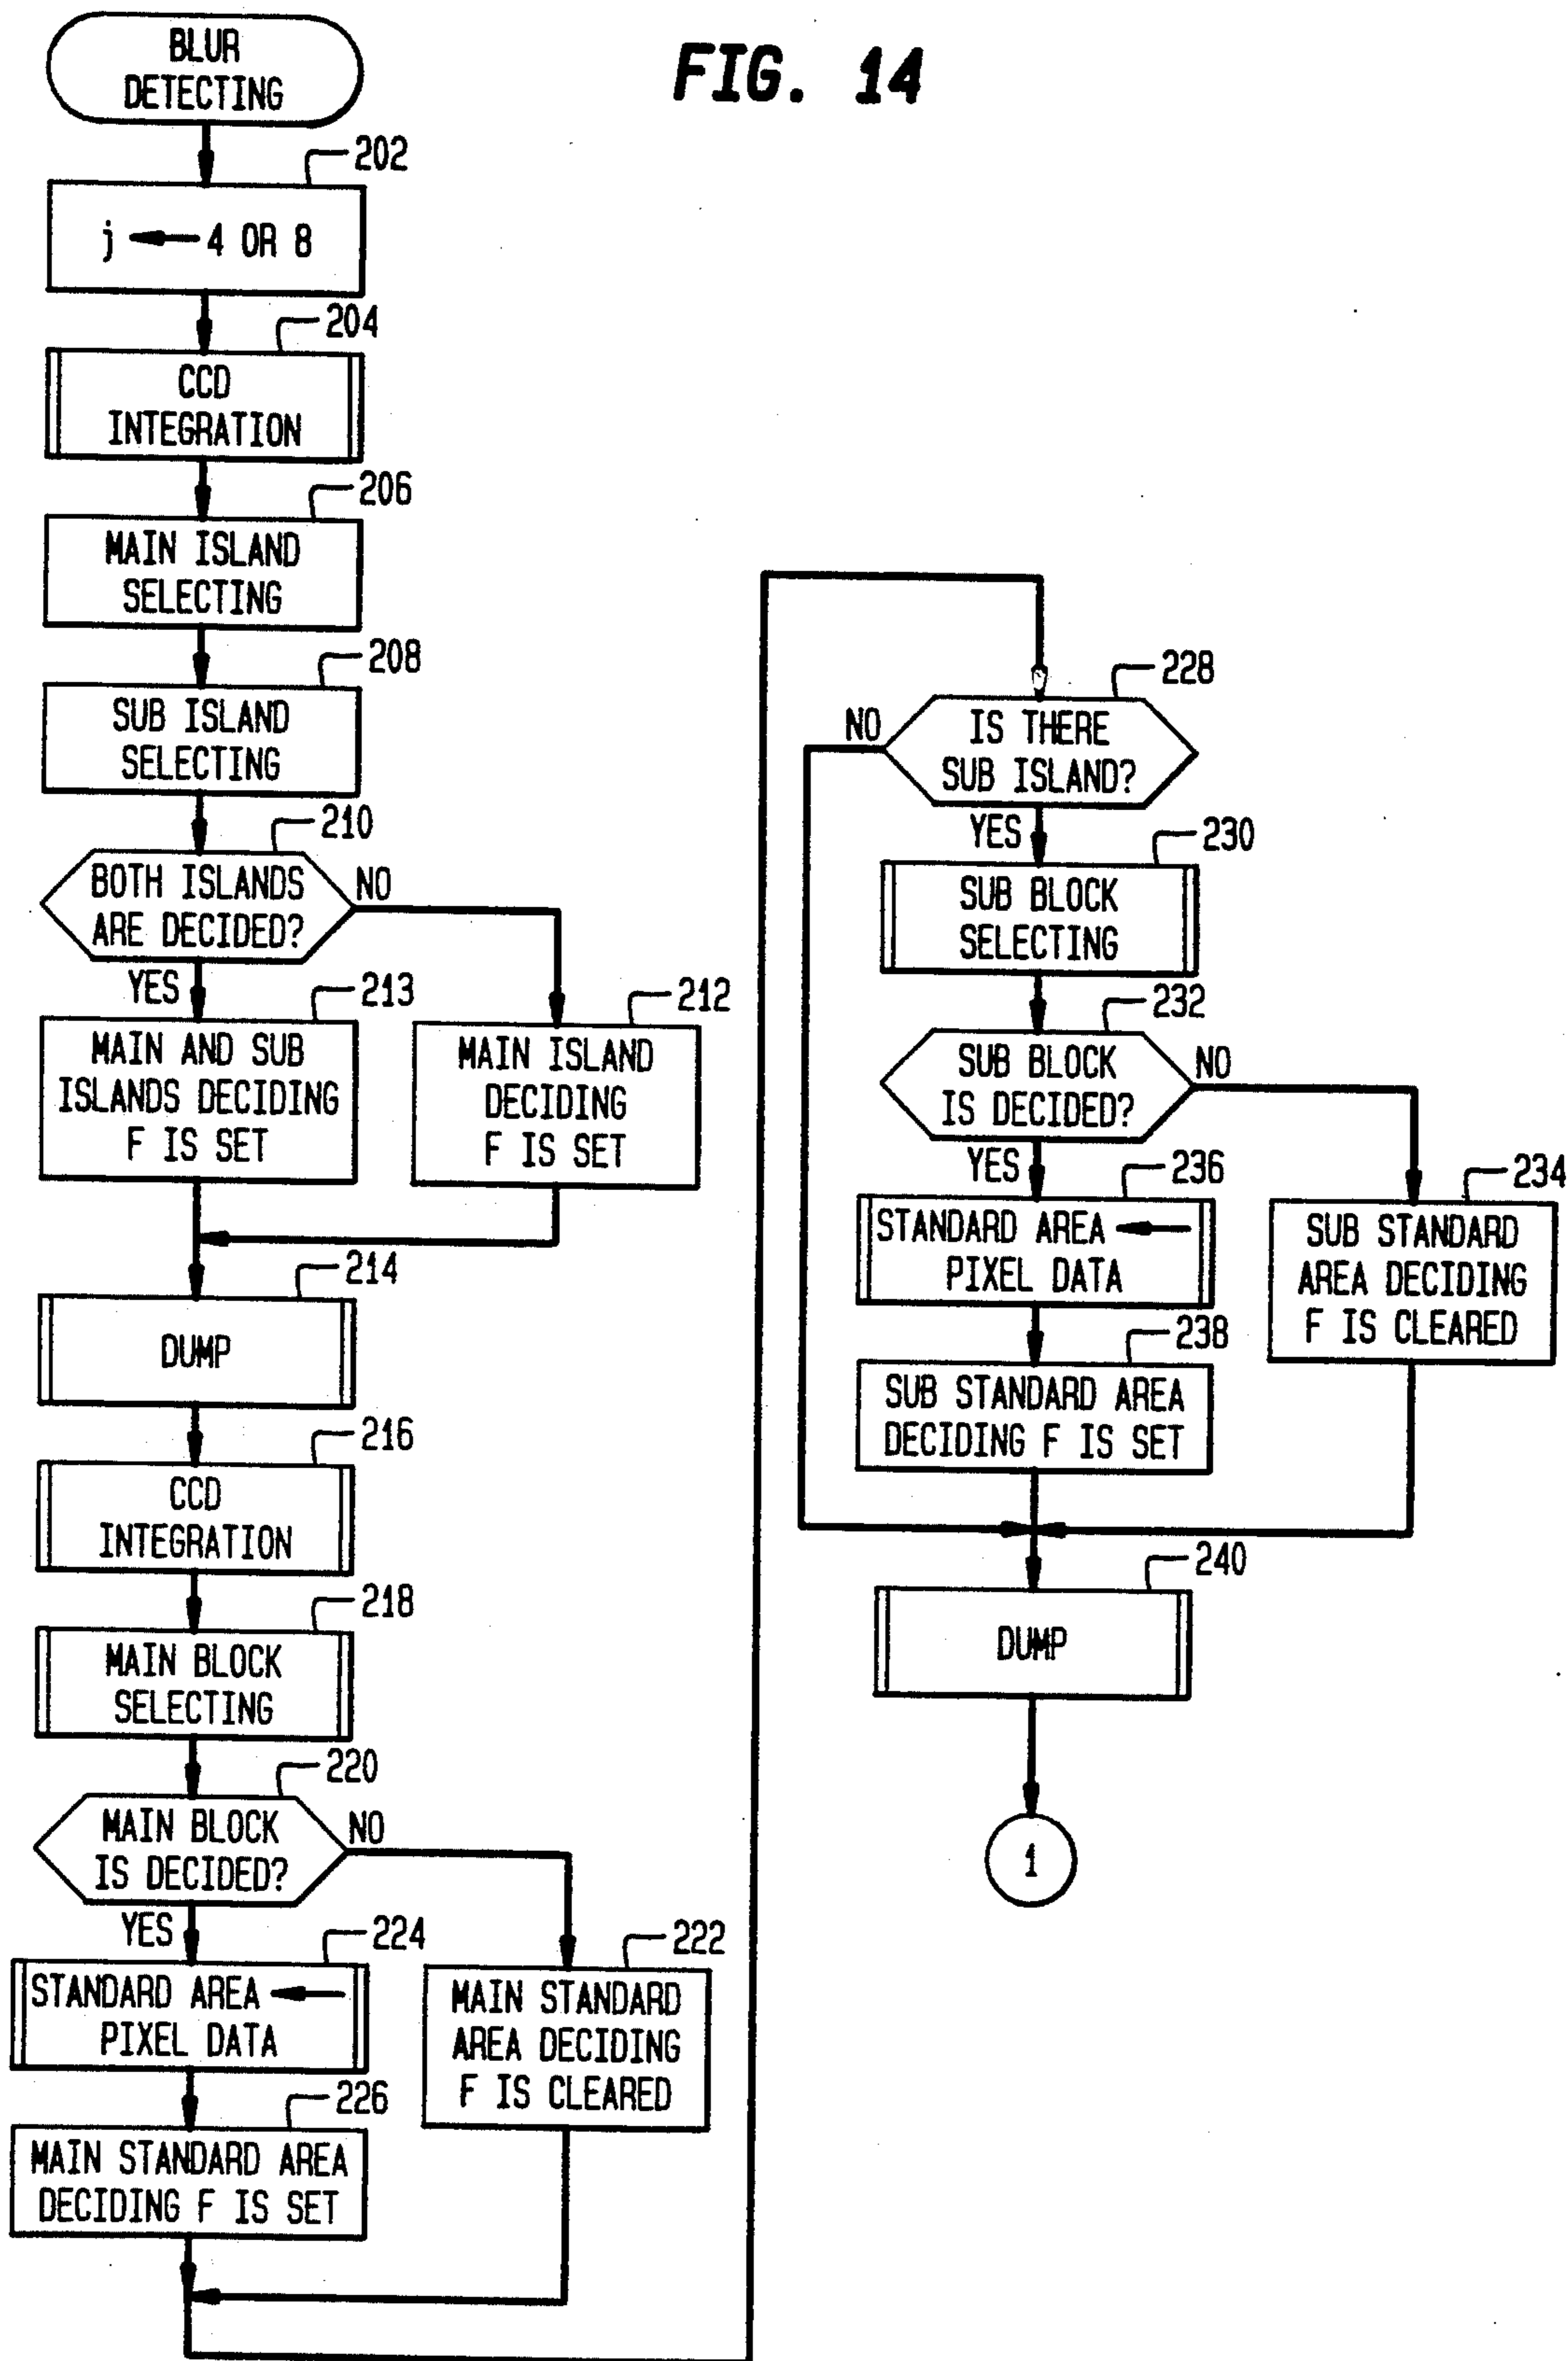 FIG. 14
BLUR
DETECTING
202
j ← 4 OR 8
204
CCD
INTEGRATION
206
MAIN ISLAND
SELECTING
208
SUB ISLAND
SELECTING
210
BOTH ISLANDS
ARE DECIDED?
NO
YES
213
MAIN AND SUB
ISLANDS DECIDING
F IS SET
212
MAIN ISLAND
DECIDING
F IS SET
214
DUMP
216
CCD
INTEGRATION
218
MAIN BLOCK
SELECTING
220
MAIN BLOCK
IS DECIDED?
NO
YES
224
STANDARD AREA ←
PIXEL DATA
222
MAIN STANDARD
AREA DECIDING
F IS CLEARED
226
MAIN STANDARD AREA
DECIDING F IS SET
228
IS THERE
SUB ISLAND?
NO
YES
230
SUB BLOCK
SELECTING
232
SUB BLOCK
IS DECIDED?
NO
YES
236
STANDARD AREA ←
PIXEL DATA
234
SUB STANDARD
AREA DECIDING
F IS CLEARED
238
SUB STANDARD AREA
DECIDING F IS SET
240
DUMP
1